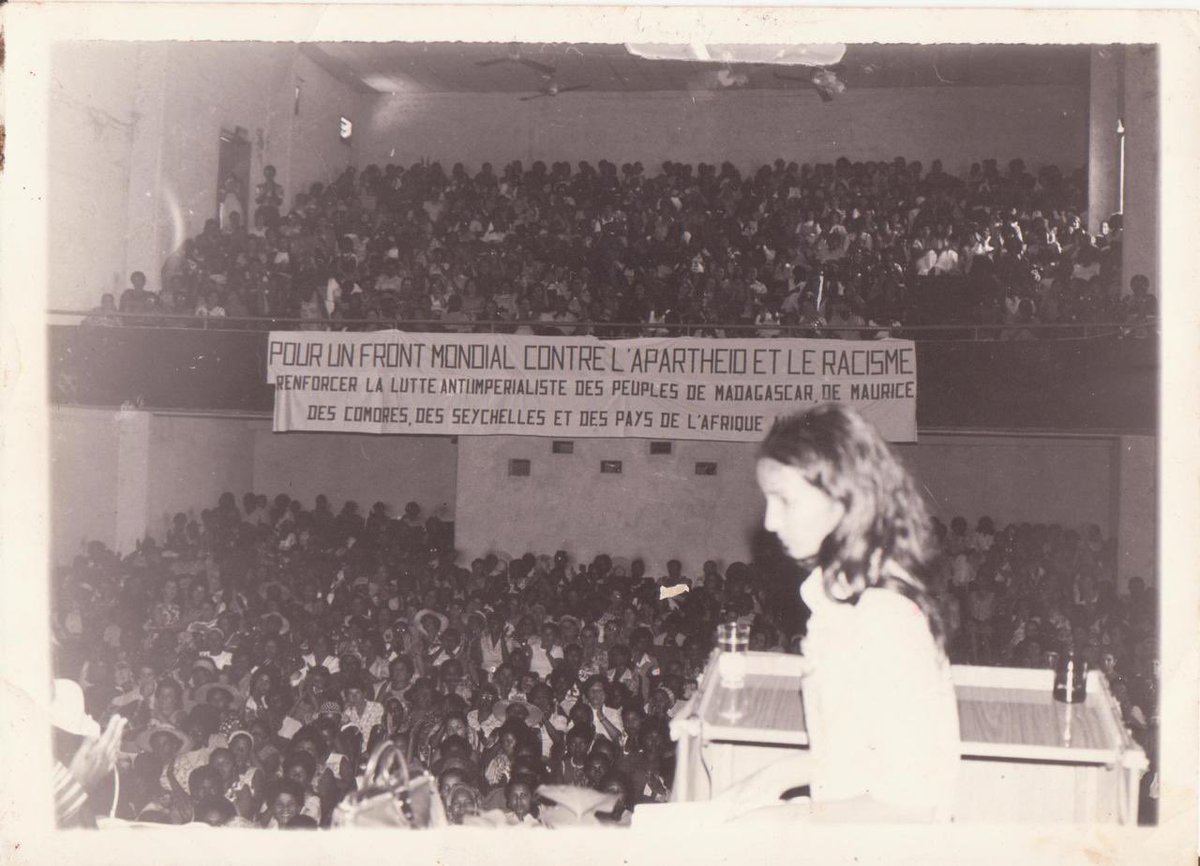 POUR UN FRONT MONDIAL CONTRE L'APARTHEID ET LE RACISME
RENFORCER LA LUTTE ANTIIMPERIALISTE DES PEUPLES DE MADAGASCAR, DE MAURICE
DES COMORES, DES SEYCHELLES ET DES PAYS DE L'AFRIQUE